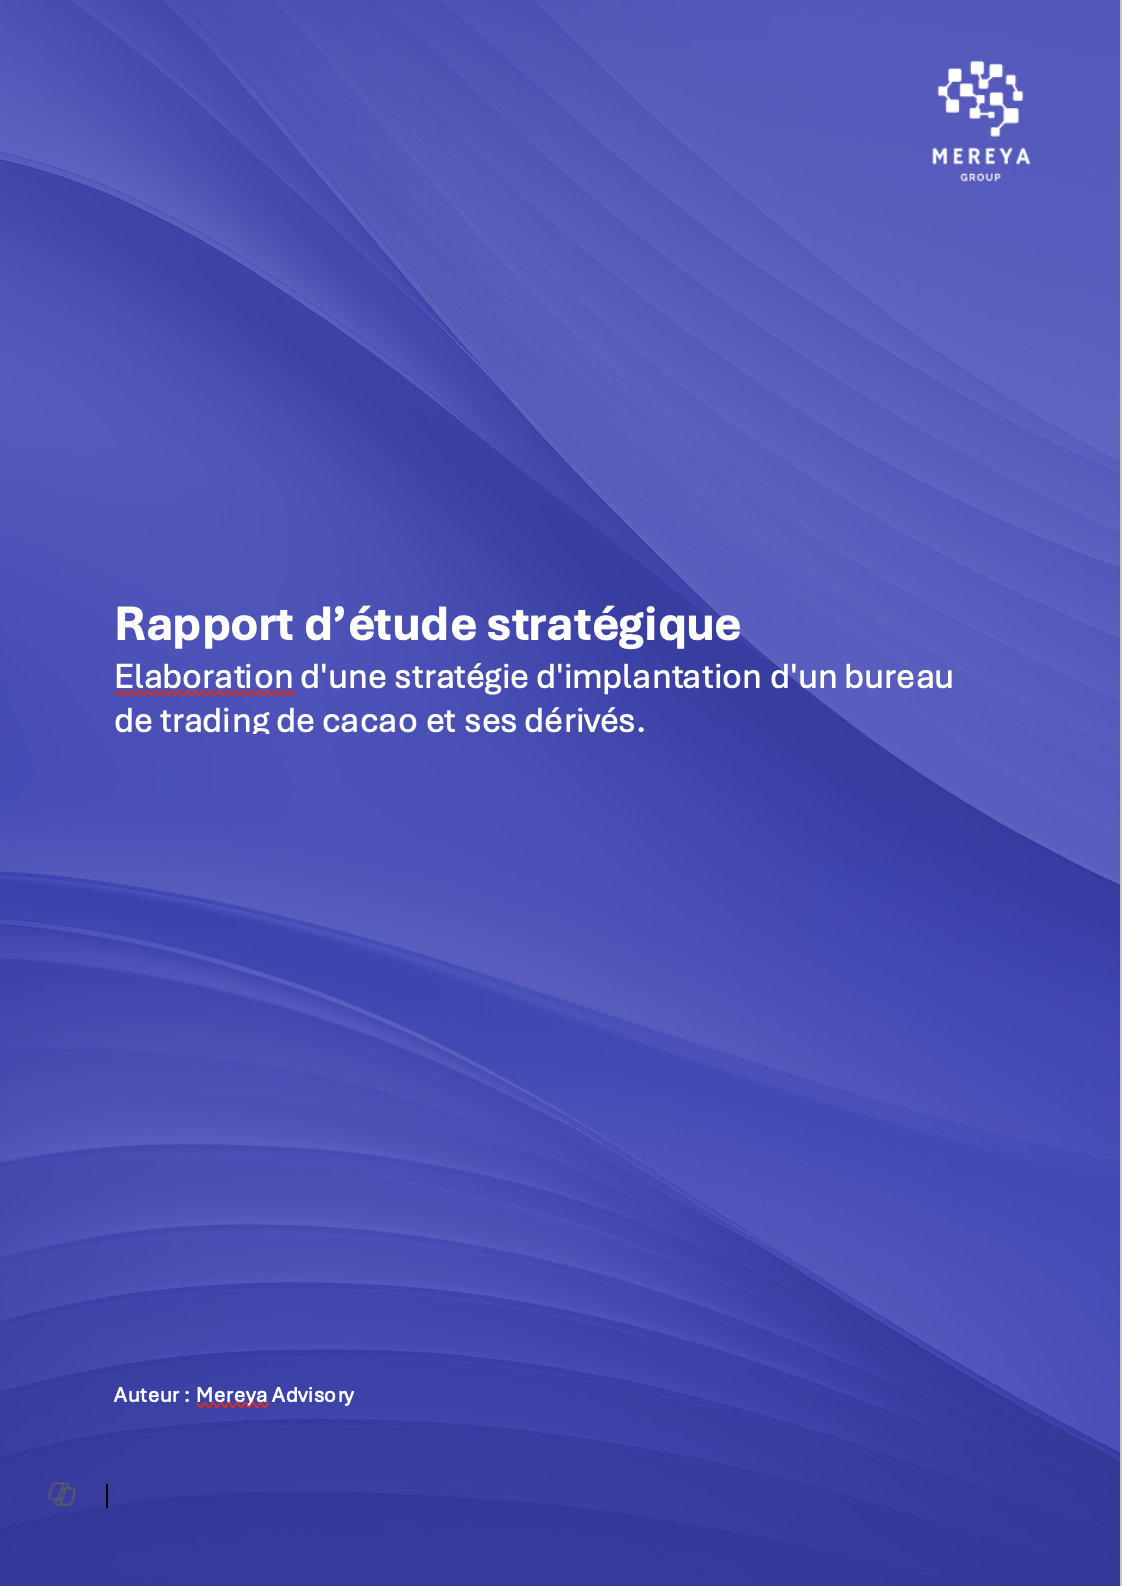 MEREYA
GROUP
Rapport d’étude stratégique
Elaboration d'une stratégie d'implantation d'un bureau
de trading de cacao et ses dérivés.
Auteur : Mereya Advisory